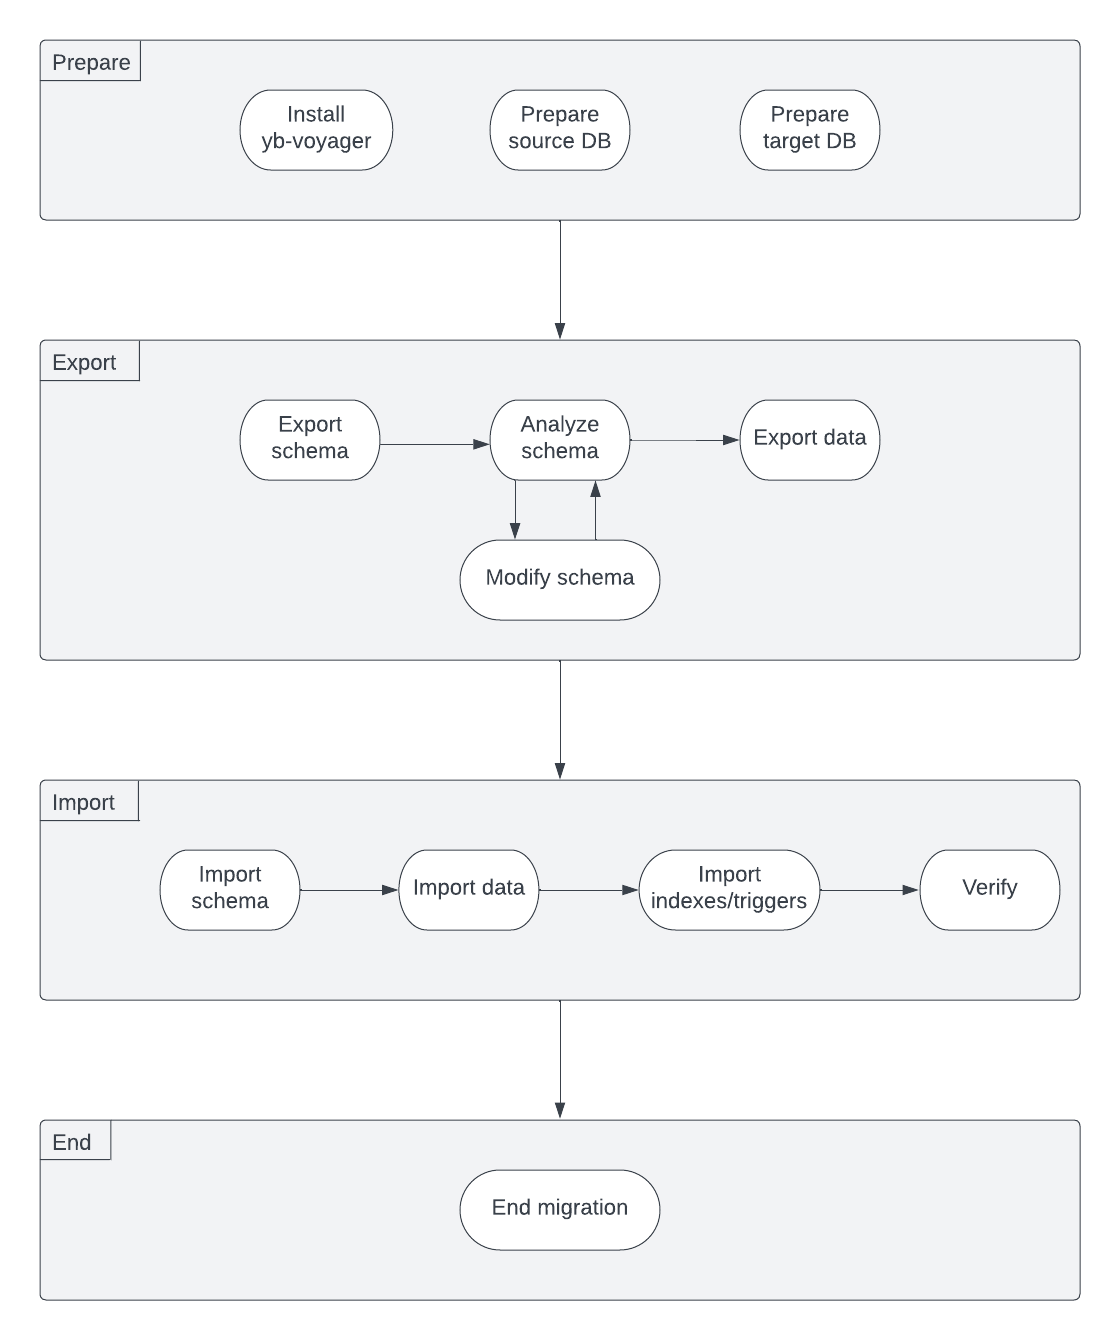 Prepare
Install
yb-voyager
Prepare
source DB
Prepare
target DB
Export
Export
schema
Analyze
schema
Export data
Modify schema
Import
Import
schema
Import data
Import
indexes/triggers
Verify
End
End migration